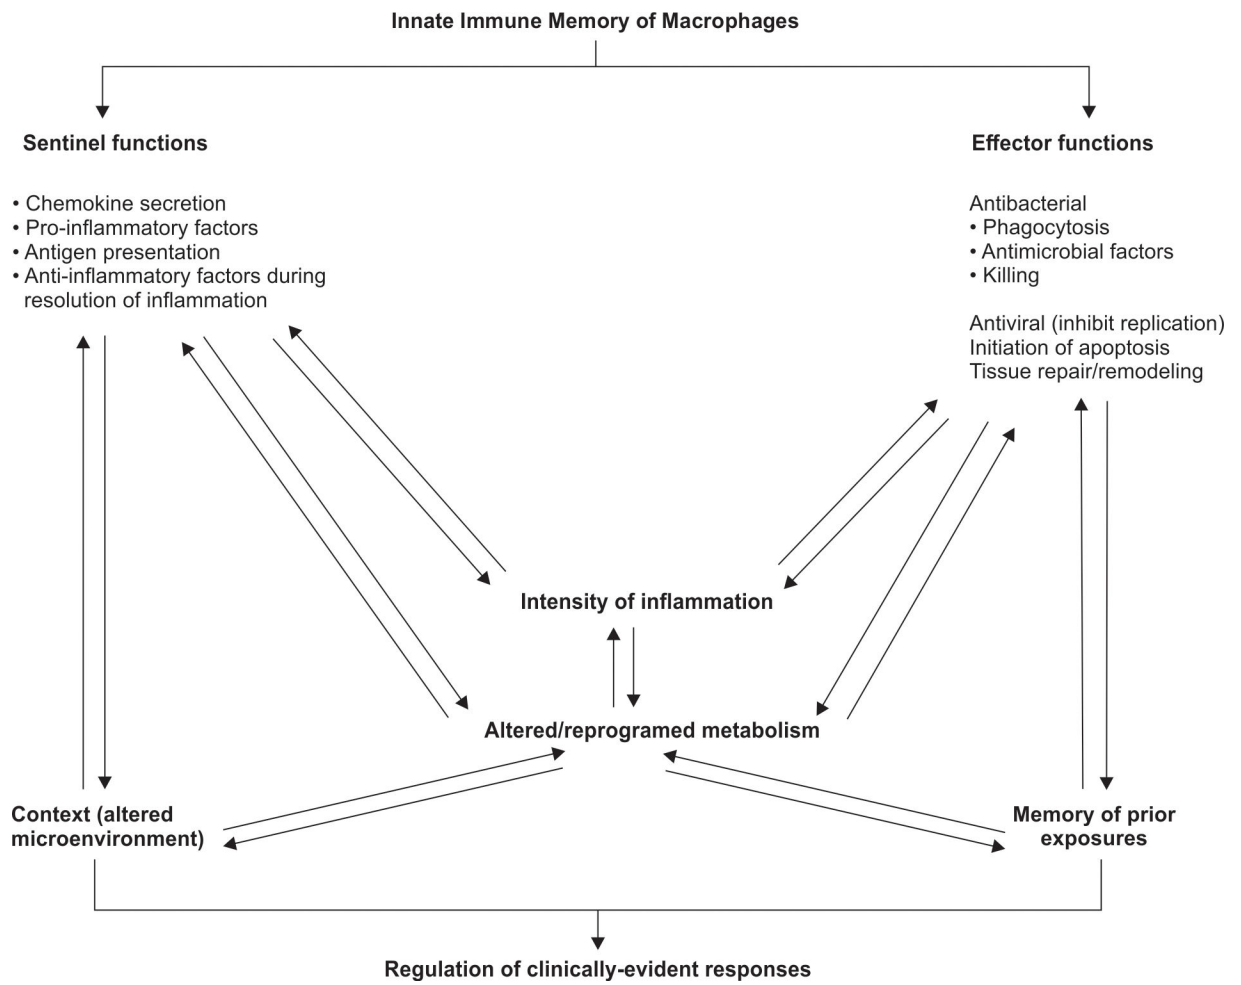 Innate Immune Memory of Macrophages
Sentinel functions
• Chemokine secretion
• Pro-inflammatory factors
• Antigen presentation
• Anti-inflammatory factors during
resolution of inflammation
Effector functions
Antibacterial
• Phagocytosis
• Antimicrobial factors
• Killing
Antiviral (inhibit replication)
Initiation of apoptosis
Tissue repair/remodeling
Intensity of inflammation
Altered/reprogramed metabolism
Context (altered
microenvironment)
Memory of prior
exposures
Regulation of clinically-evident responses